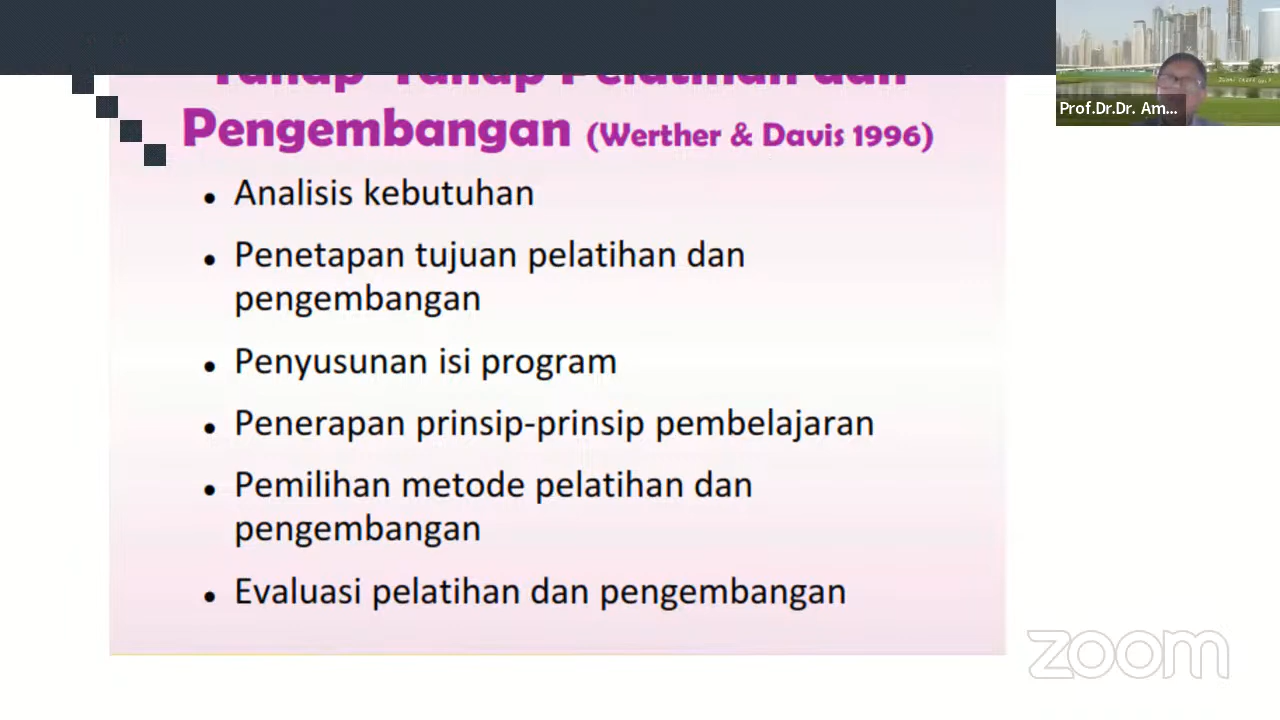 Tahap-Tahap Pelatihan dan
Pengembangan (Werther & Davis 1996)
• Analisis kebutuhan
• Penetapan tujuan pelatihan dan
pengembangan
• Penyusunan isi program
• Penerapan prinsip-prinsip pembelajaran
• Pemilihan metode pelatihan dan
pengembangan
• Evaluasi pelatihan dan pengembangan
Prof.Dr.Dr. Am...
zoom